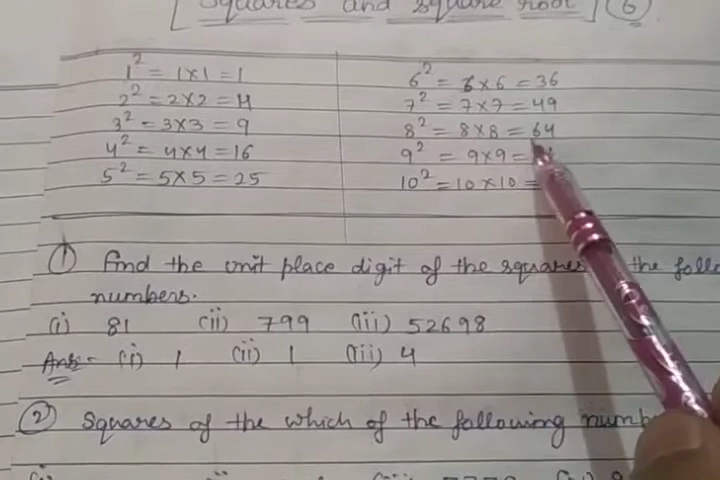 Squares and square root (6)
1² = 1×1 = 1
2² = 2×2 = 4
3² = 3×3 = 9
4² = 4×4 = 16
5² = 5×5 = 25
6² = 6×6 = 36
7² = 7×7 = 49
8² = 8×8 = 64
9² = 9×9 =
10² = 10×10 =
① Find the unit place digit of the squares the follo
numbers.
(i) 81 (ii) 799 (iii) 52698
Ans - (i) 1 (ii) 1 (iii) 4
② Squares of the which of the following numb